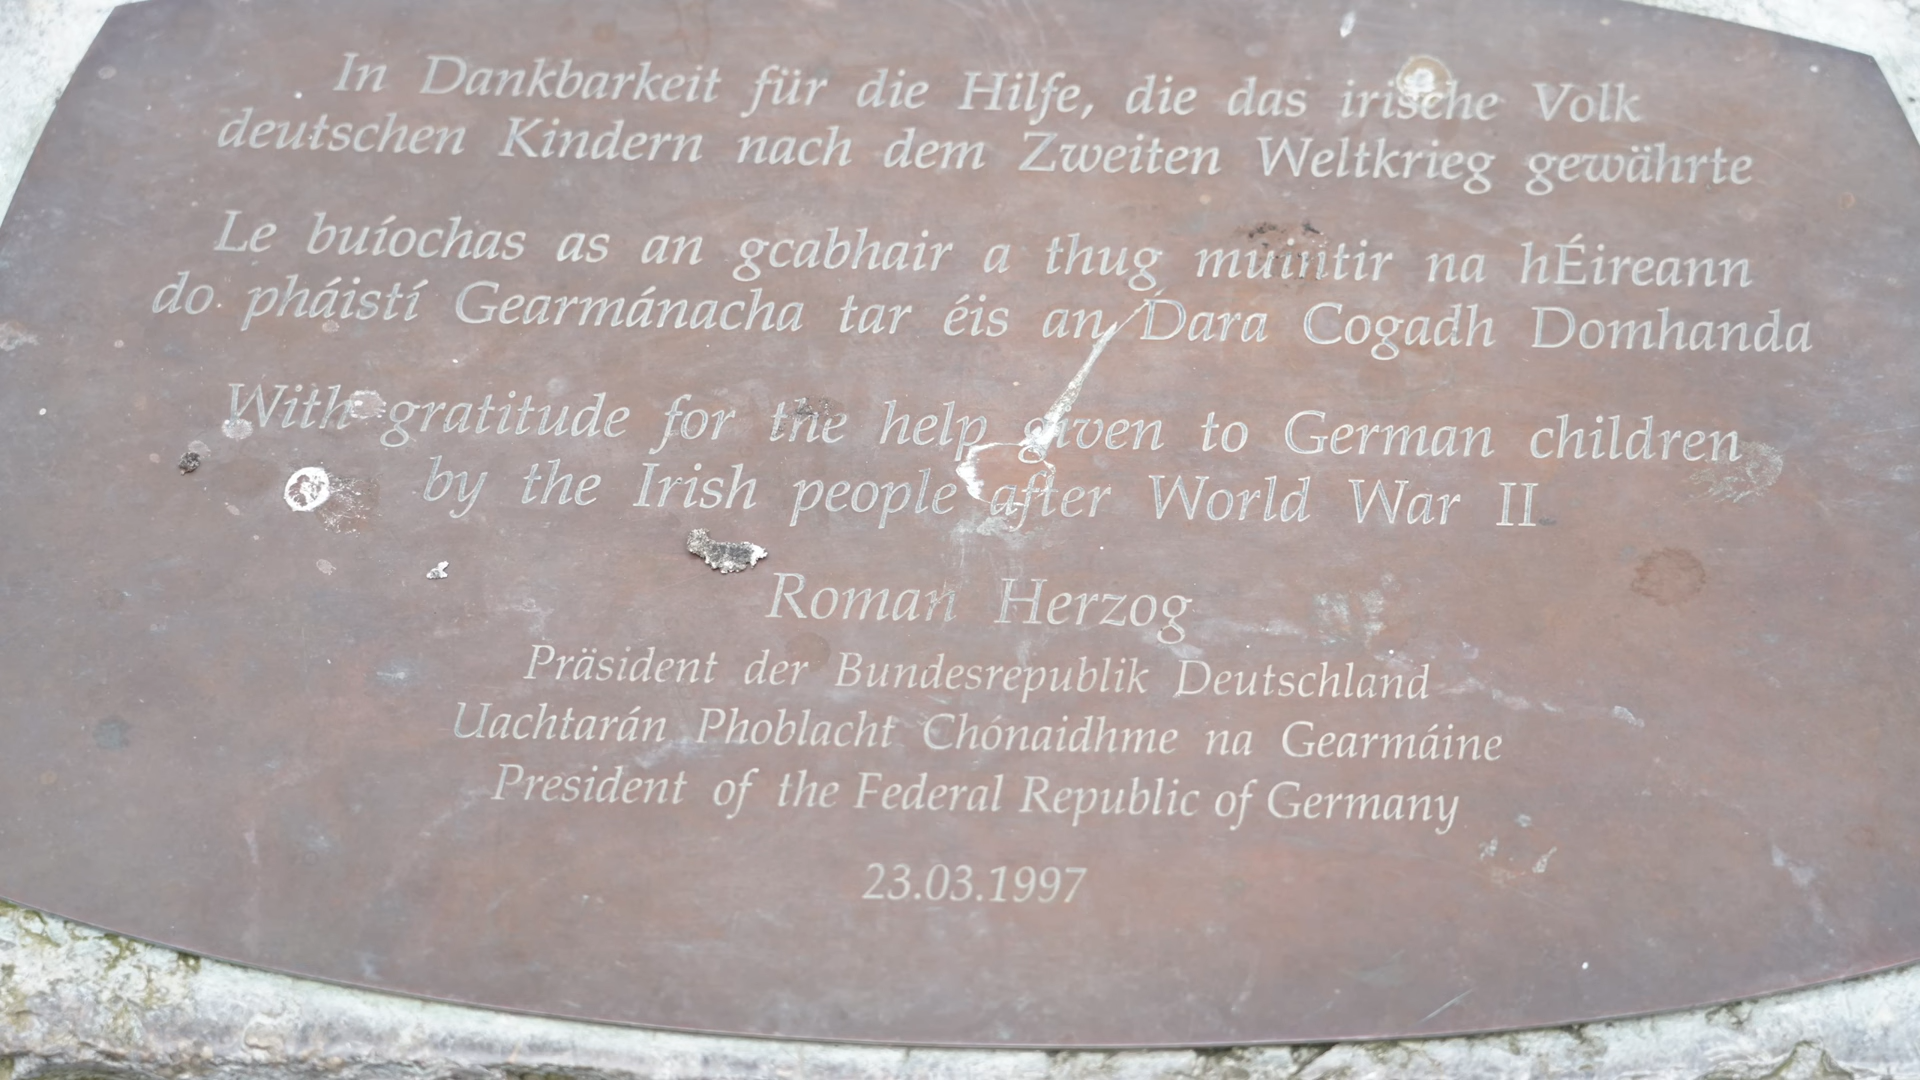 In Dankbarkeit für die Hilfe, die das irische Volk
deutschen Kindern nach dem Zweiten Weltkrieg gewährte
Le buíochas as an gcabhair a thug muintir na hÉireann
do pháistí Gearmánacha tar éis an Dara Cogadh Domhanda
With gratitude for the help given to German children
by the Irish people after World War II
Roman Herzog
Präsident der Bundesrepublik Deutschland
Uachtarán Phoblacht Chónaidhme na Gearmáine
President of the Federal Republic of Germany
23.03.1997